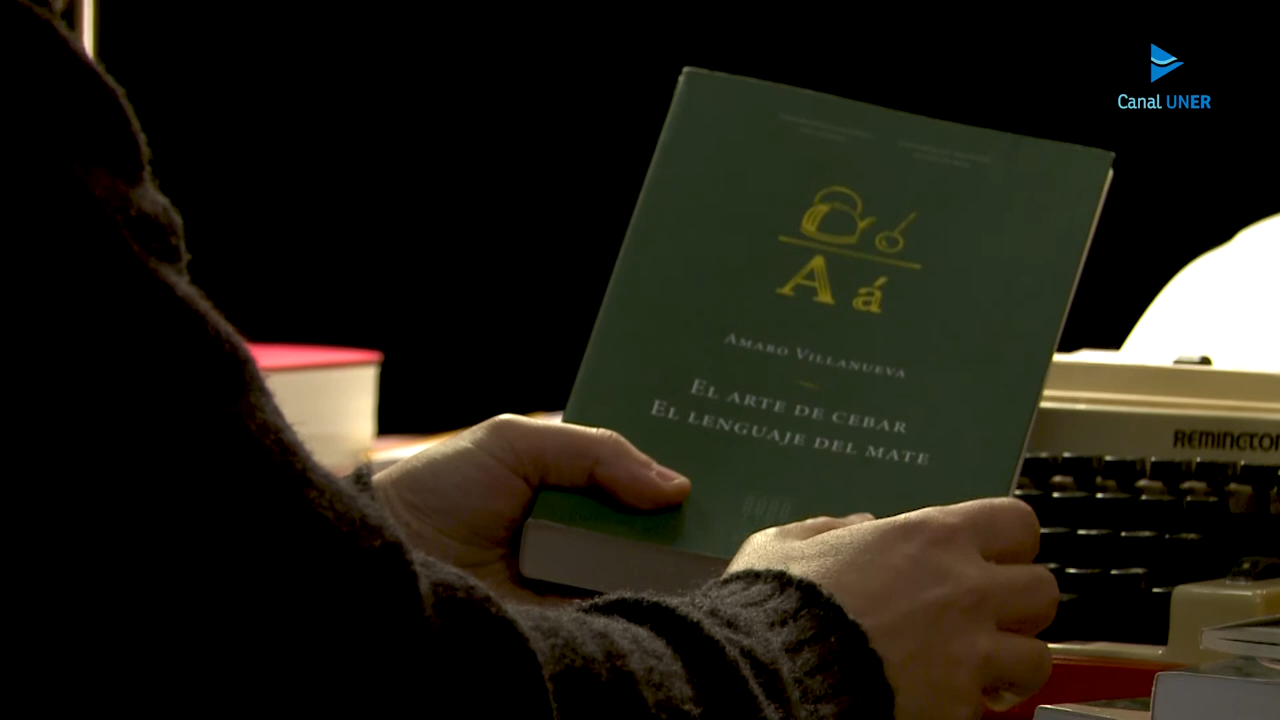 Canal UNER
A á
AMARO VILLANUEVA
EL ARTE DE CEBAR
EL LENGUAJE DEL MATE
REMINGTON